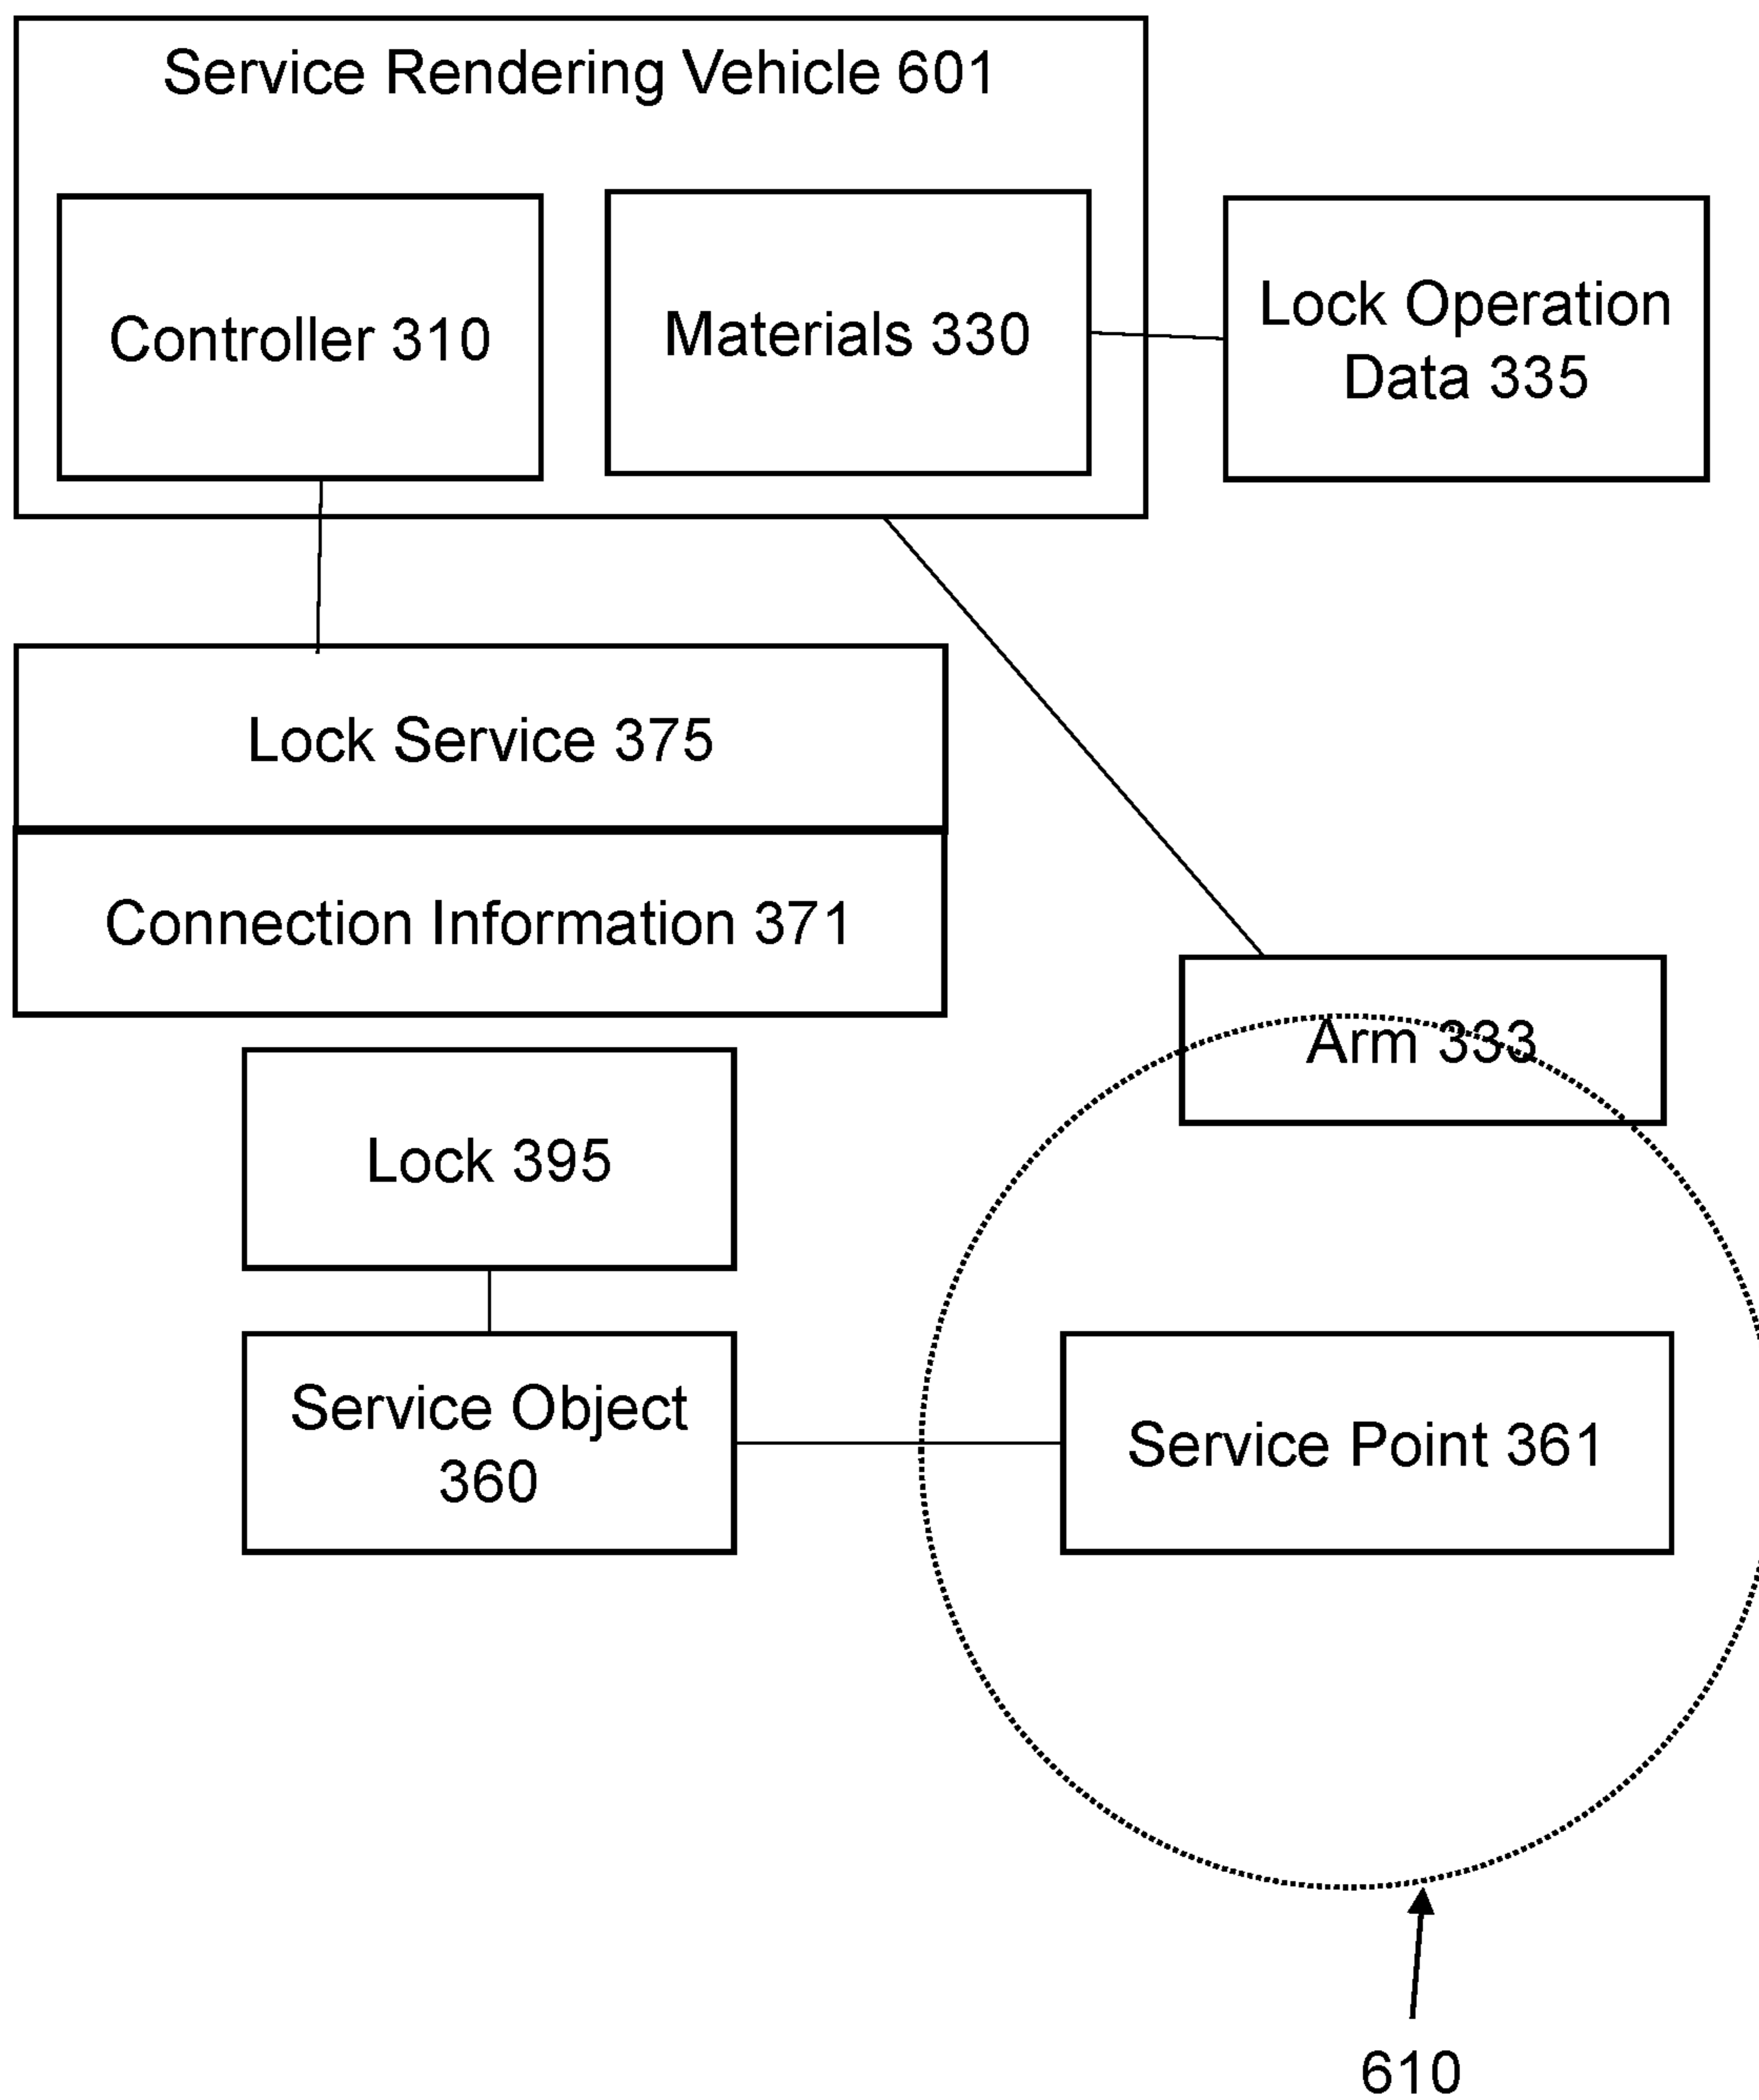 Service Rendering Vehicle 601
Controller 310
Materials 330
Lock Operation
Data 335
Lock Service 375
Connection Information 371
Arm 333
Lock 395
Service Object
360
Service Point 361
610